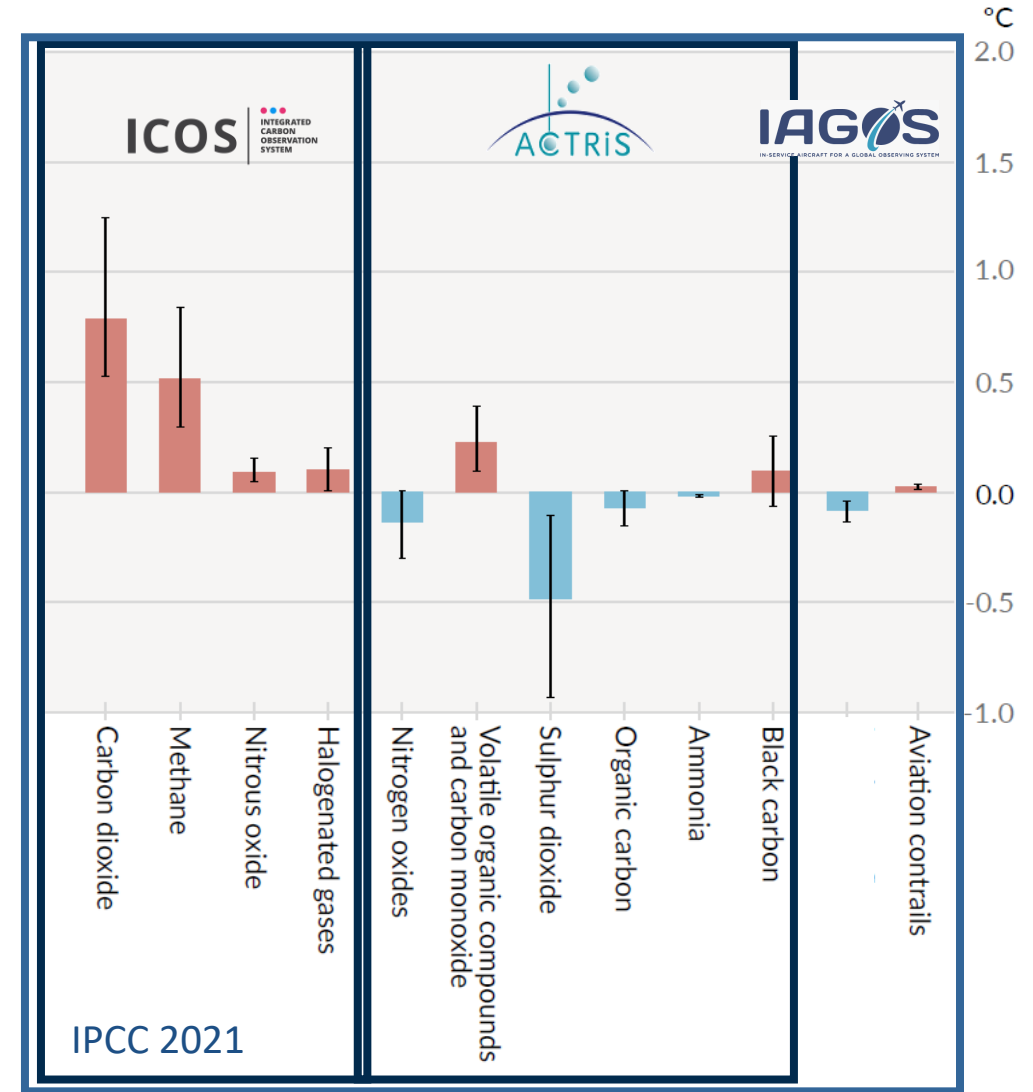 °C
2.0
ICOS
INTEGRATED
CARBON
OBSERVATION
SYSTEM
ACTRiS
IAGOS
IN-SERVICE AIRCRAFT FOR A GLOBAL OBSERVING SYSTEM
1.5
1.0
0.5
0.0
-0.5
-1.0
Carbon dioxide
Methane
Nitrous oxide
Halogenated gases
Nitrogen oxides
Volatile organic compounds
and carbon monoxide
Sulphur dioxide
Organic carbon
Ammonia
Black carbon
Aviation contrails
IPCC 2021